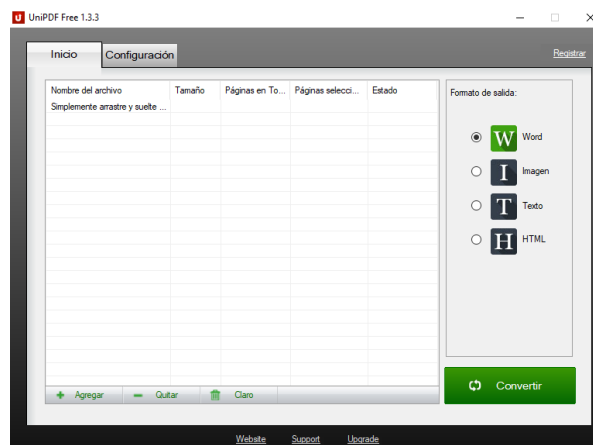 UniPDF Free 1.3.3
Inicio Configuración Registrar
Nombre del archivo Tamaño Páginas en To... Páginas selecci... Estado
Simplemente arrastre y suelte ...
Formato de salida:
W Word
I Imagen
T Texto
H HTML
Agregar Quitar Claro
Convertir
Website Support Upgrade